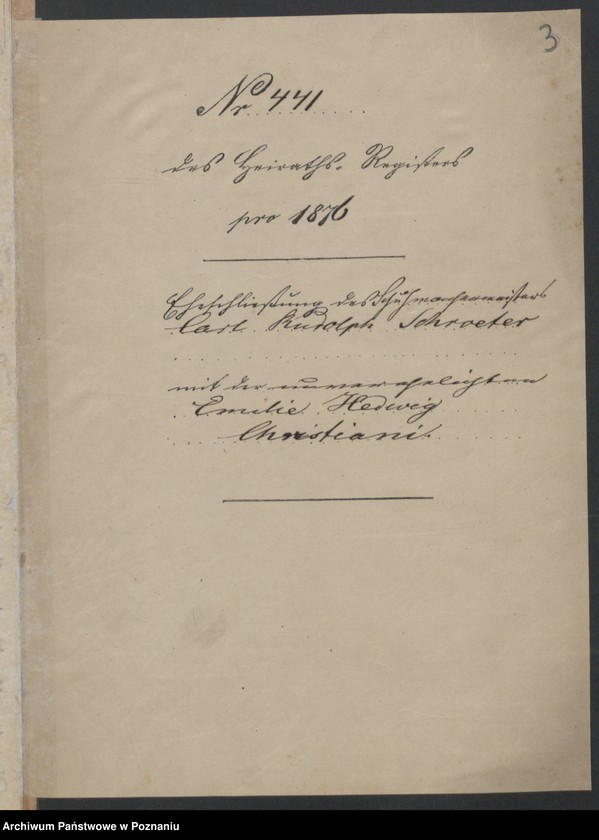 3
Nr 441
des Heiraths-Registers
pro 1876
Eheschließung des Schuhmachermeisters
Carl Rudolph Schroeter
mit der unverehelichten
Emilie Hedwig
Christiani.
Archiwum Państwowe w Poznaniu